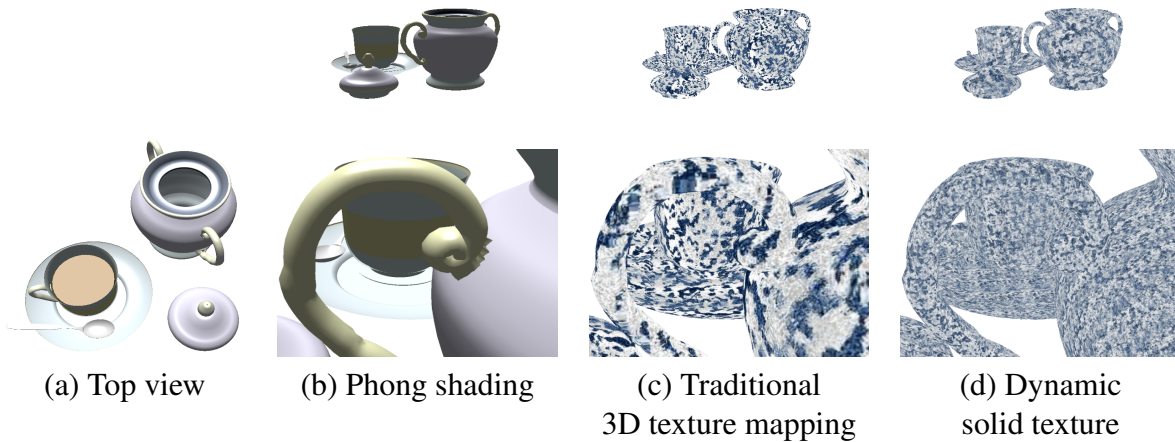 (a) Top view
(b) Phong shading
(c) Traditional
3D texture mapping
(d) Dynamic
solid texture